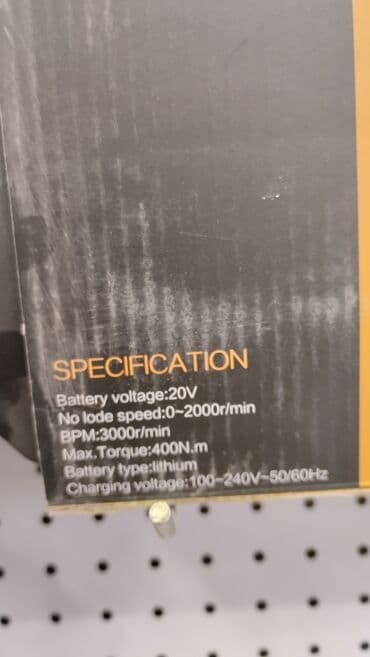 SPECIFICATION
Battery voltage:20V
No lode speed:0~2000r/min
BPM:3000r/min
Max.Torque:400N.m
Battery type:lithium
Charging voltage:100~240V~50/60Hz